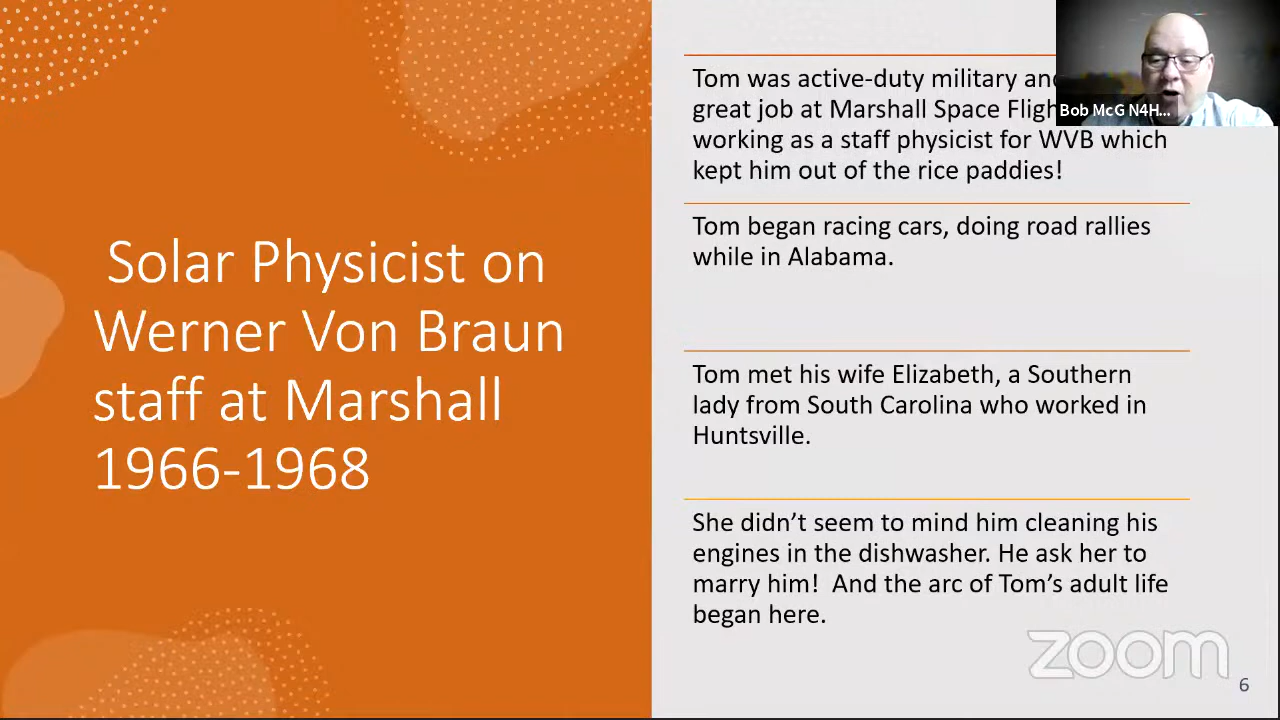 Solar Physicist on
Werner Von Braun
staff at Marshall
1966-1968
Tom was active-duty military
great job at Marshall Space
working as a staff physicist for WVB which
kept him out of the rice paddies!
Tom began racing cars, doing road rallies
while in Alabama.
Tom met his wife Elizabeth, a Southern
lady from South Carolina who worked in
Huntsville.
She didn’t seem to mind him cleaning his
engines in the dishwasher. He ask her to
marry him!  And the arc of Tom’s adult life
began here.
Bob McG N4H...
zoom
6